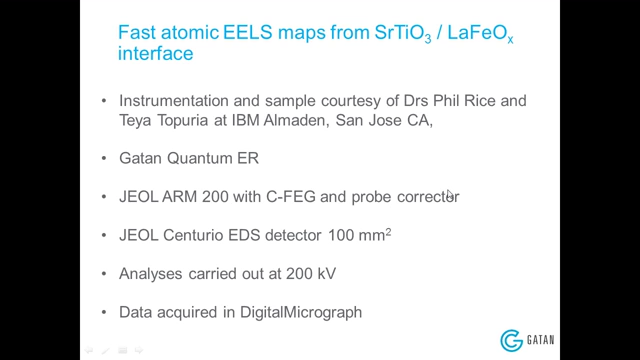 Fast atomic EELS maps from SrTiO₃ / LaFeOₓ
interface
• Instrumentation and sample courtesy of Drs Phil Rice and
Teya Topuria at IBM Almaden, San Jose CA,
• Gatan Quantum ER
• JEOL ARM 200 with C-FEG and probe corrector
• JEOL Centurio EDS detector 100 mm²
• Analyses carried out at 200 kV
• Data acquired in DigitalMicrograph
GATAN